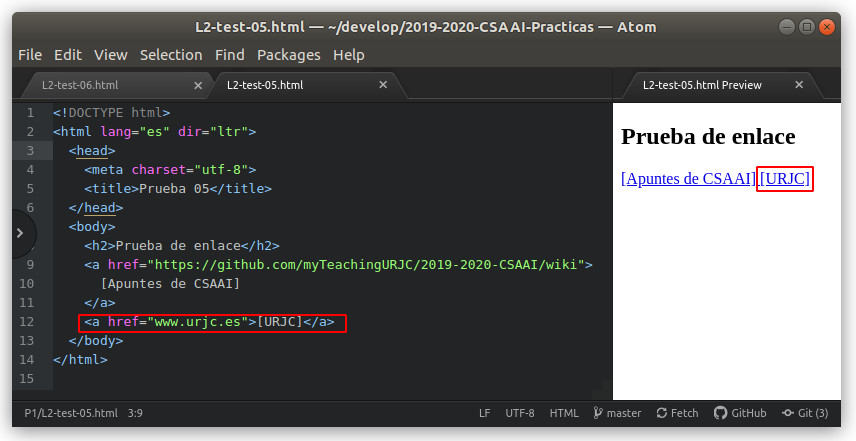 L2-test-05.html — ~/develop/2019-2020-CSAAI-Practicas — Atom
File Edit View Selection Find Packages Help
L2-test-06.html L2-test-05.html L2-test-05.html Preview
1 <!DOCTYPE html>
2 <html lang="es" dir="ltr">
3 <head>
4 <meta charset="utf-8">
5 <title>Prueba 05</title>
6 </head>
<body>
<h2>Prueba de enlace</h2>
9 <a href="https://github.com/myTeachingURJC/2019-2020-CSAAI/wiki">
10 [Apuntes de CSAAI]
11 </a>
12 <a href="www.urjc.es">[URJC]</a>
13 </body>
14 </html>
15
Prueba de enlace
[Apuntes de CSAAI] [URJC]
P1/L2-test-05.html 3:9 LF UTF-8 HTML master Fetch GitHub Git (3)